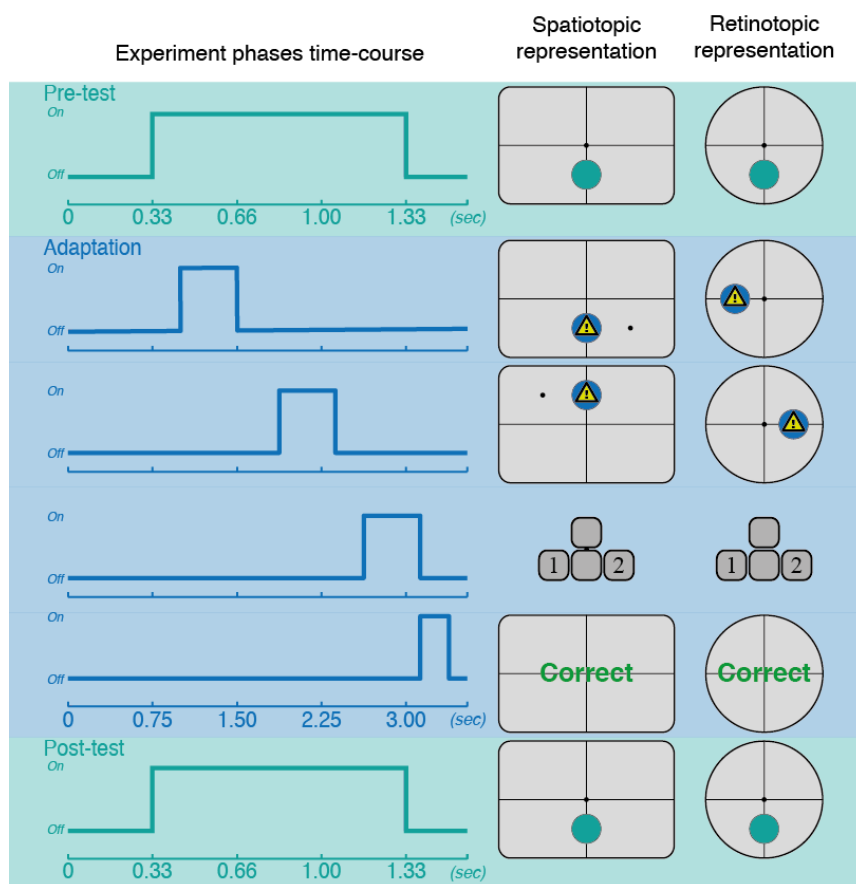 Experiment phases time-course
Spatiotopic
representation
Retinotopic
representation
Pre-test
On
Off
0 0.33 0.66 1.00 1.33 (sec)
Adaptation
On
Off
! !
On
Off
! !
On
Off
1 2 1 2
On
Off
Correct Correct
0 0.75 1.50 2.25 3.00 (sec)
Post-test
On
Off
0 0.33 0.66 1.00 1.33 (sec)